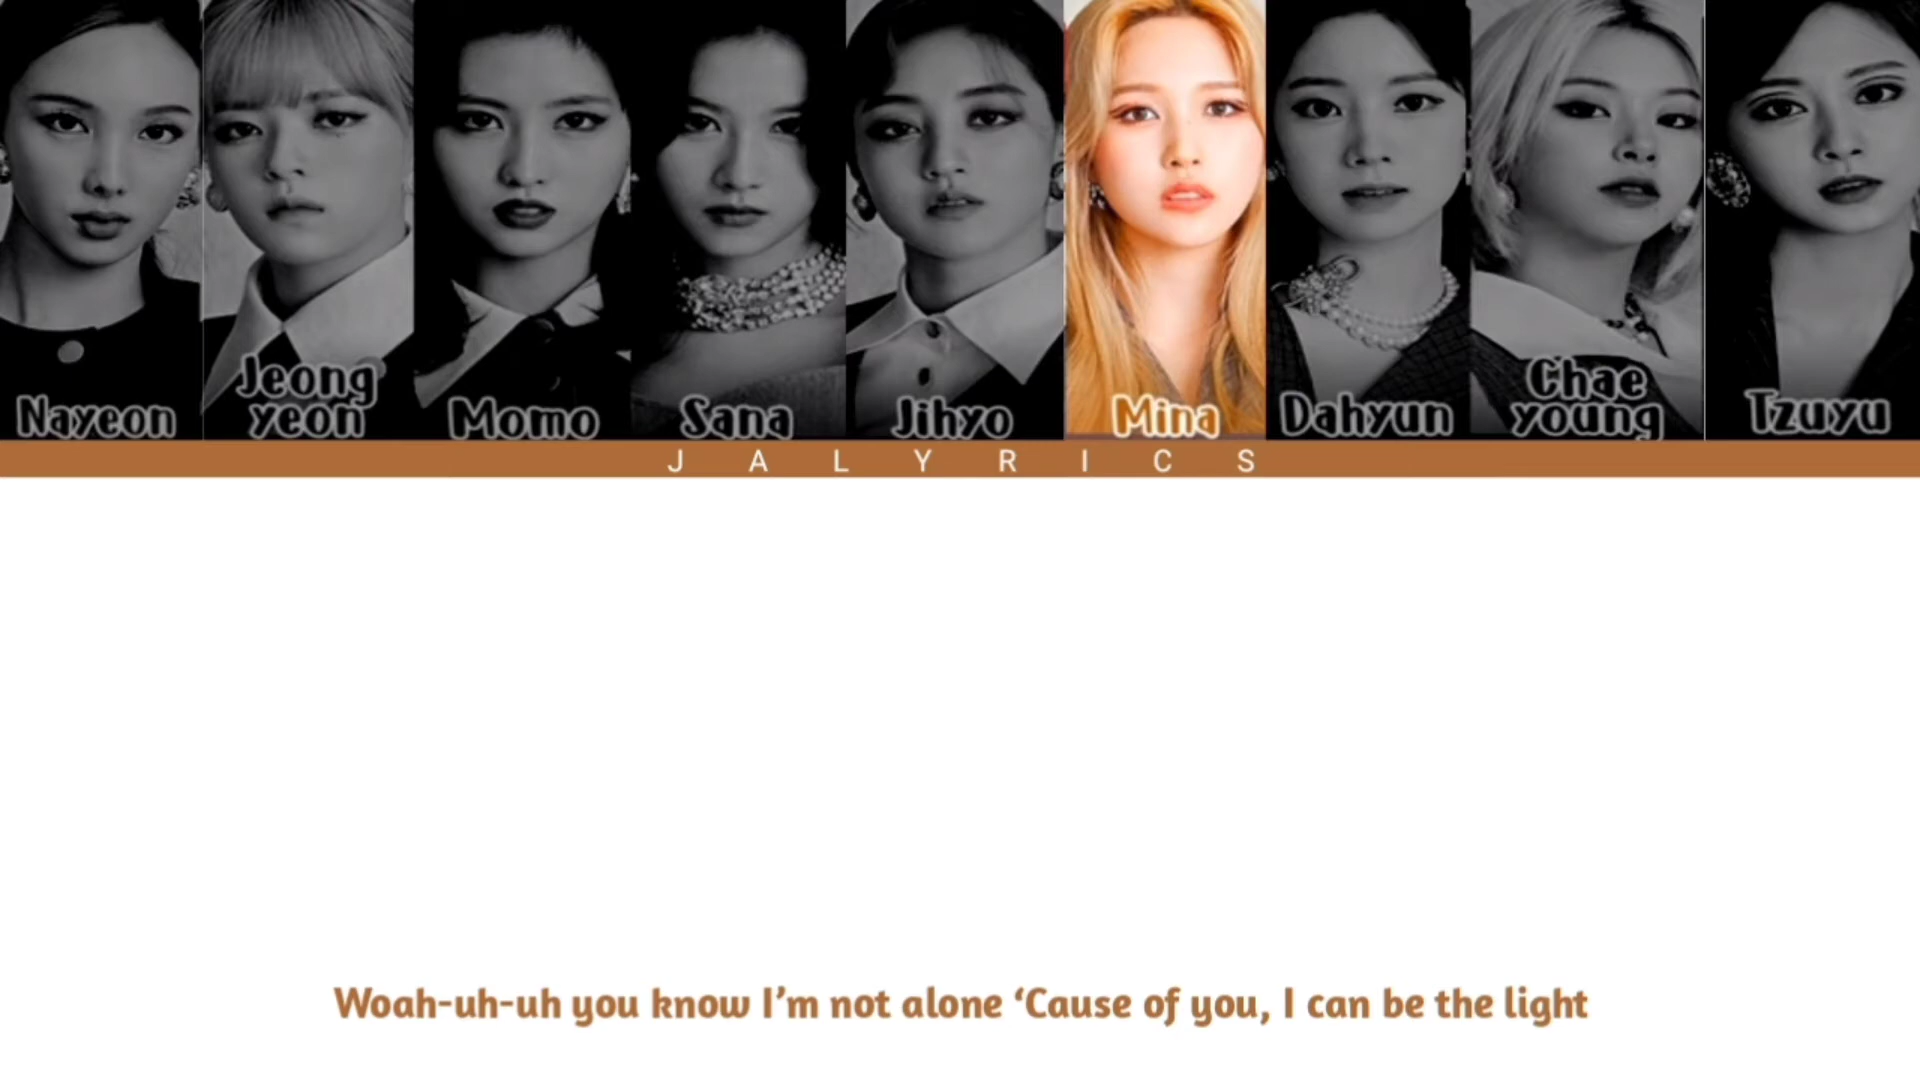 Nayeon
Jeong
yeon
Momo
Sana
Jihyo
Mina
Dahyun
Chae
young
Tzuyu
JALYRICS
Woah-uh-uh you know I’m not alone ‘Cause of you, I can be the light